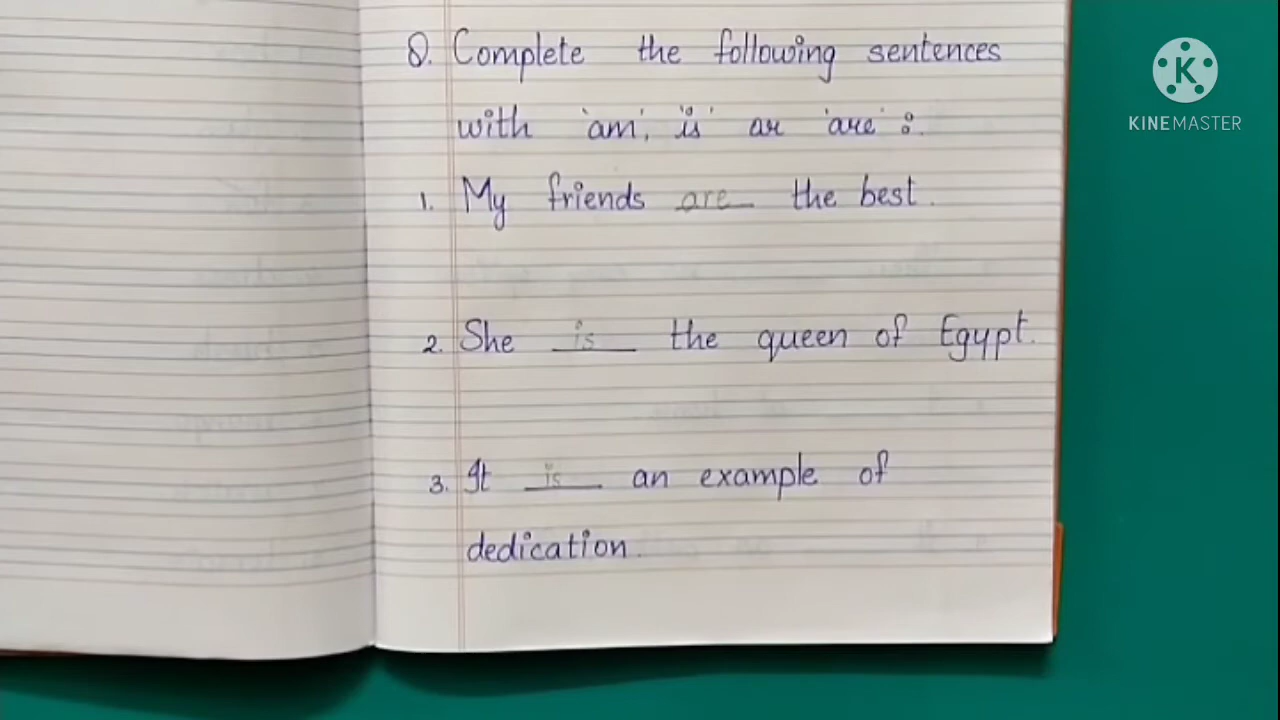 Q. Complete the following sentences
with 'am', 'is' or 'are' :.
1. My friends are the best.
2. She is the queen of Egypt.
3. It is an example of
dedication.
K
KINEMASTER